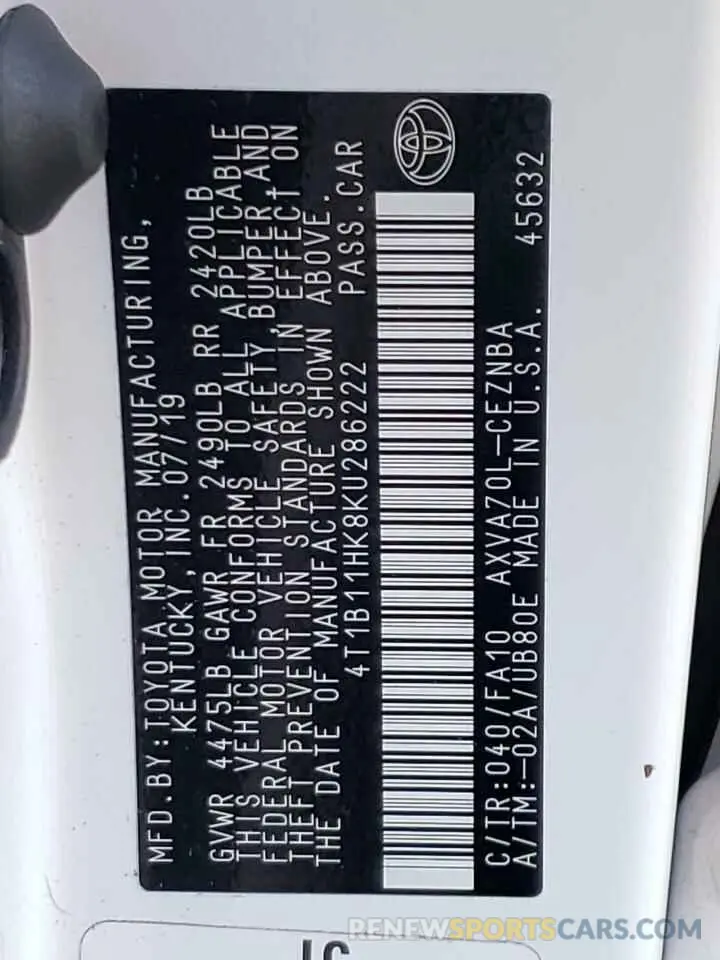 MFD.BY:TOYOTA MOTOR MANUFACTURING,
KENTUCKY,INC.07/19
GVWR 4475LB GAWR FR 2490LB RR 2420LB
THIS VEHICLE CONFORMS TO ALL APPLICABLE
FEDERAL MOTOR VEHICLE SAFETY,BUMPER,AND
THEFT PREVENTION STANDARDS IN EFFECT ON
THE DATE OF MANUFACTURE SHOWN ABOVE.
4T1B11HK8KU286222 PASS.CAR
C/TR:040/FA10 AXVA70L-CEZNBA
A/TM:-02A/UB80E MADE IN U.S.A. 45632
RENEWSPORTSCARS.COM